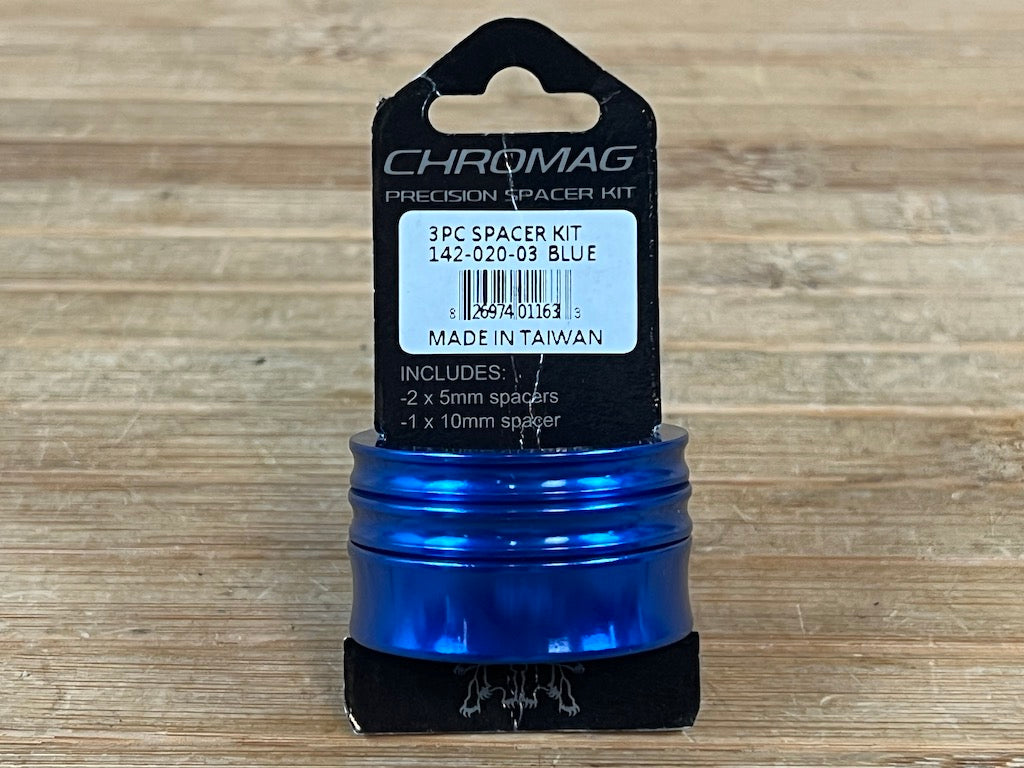 CHROMAG
PRECISION SPACER KIT
3PC SPACER KIT
142-020-03 BLUE
8 26974 01163 3
MADE IN TAIWAN
INCLUDES:
-2 x 5mm spacers
-1 x 10mm spacer